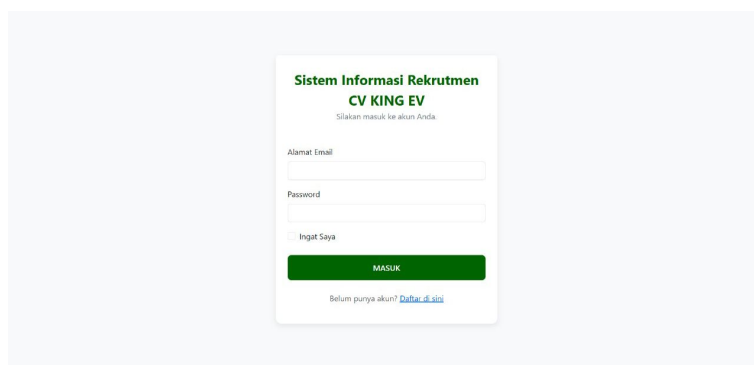 Sistem Informasi Rekrutmen
CV KING EV
Silakan masuk ke akun Anda.
Alamat Email
Password
Ingat Saya
MASUK
Belum punya akun? Daftar di sini